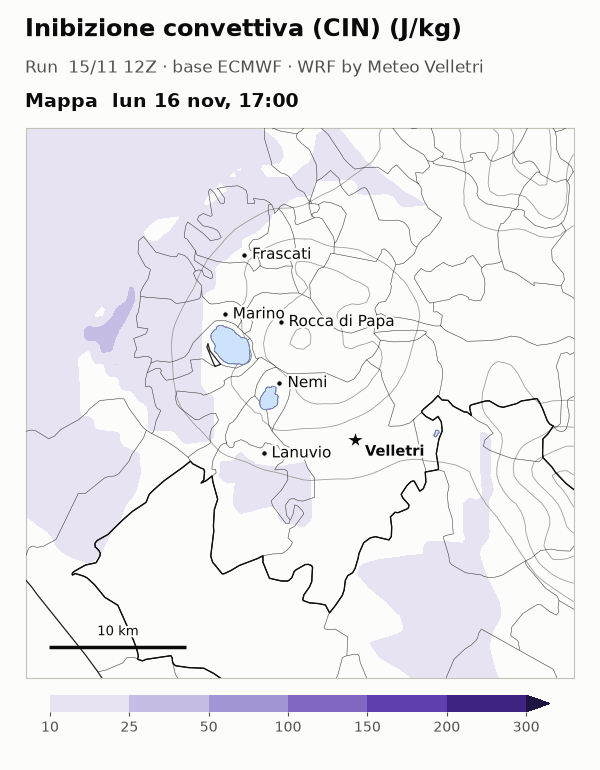 Inibizione convettiva (CIN) (J/kg)
Run  15/11 12Z · base ECMWF · WRF by Meteo Velletri
Mappa  lun 16 nov, 17:00
Frascati
Marino
Rocca di Papa
Nemi
Velletri
Lanuvio
10 km
10 25 50 100 150 200 300